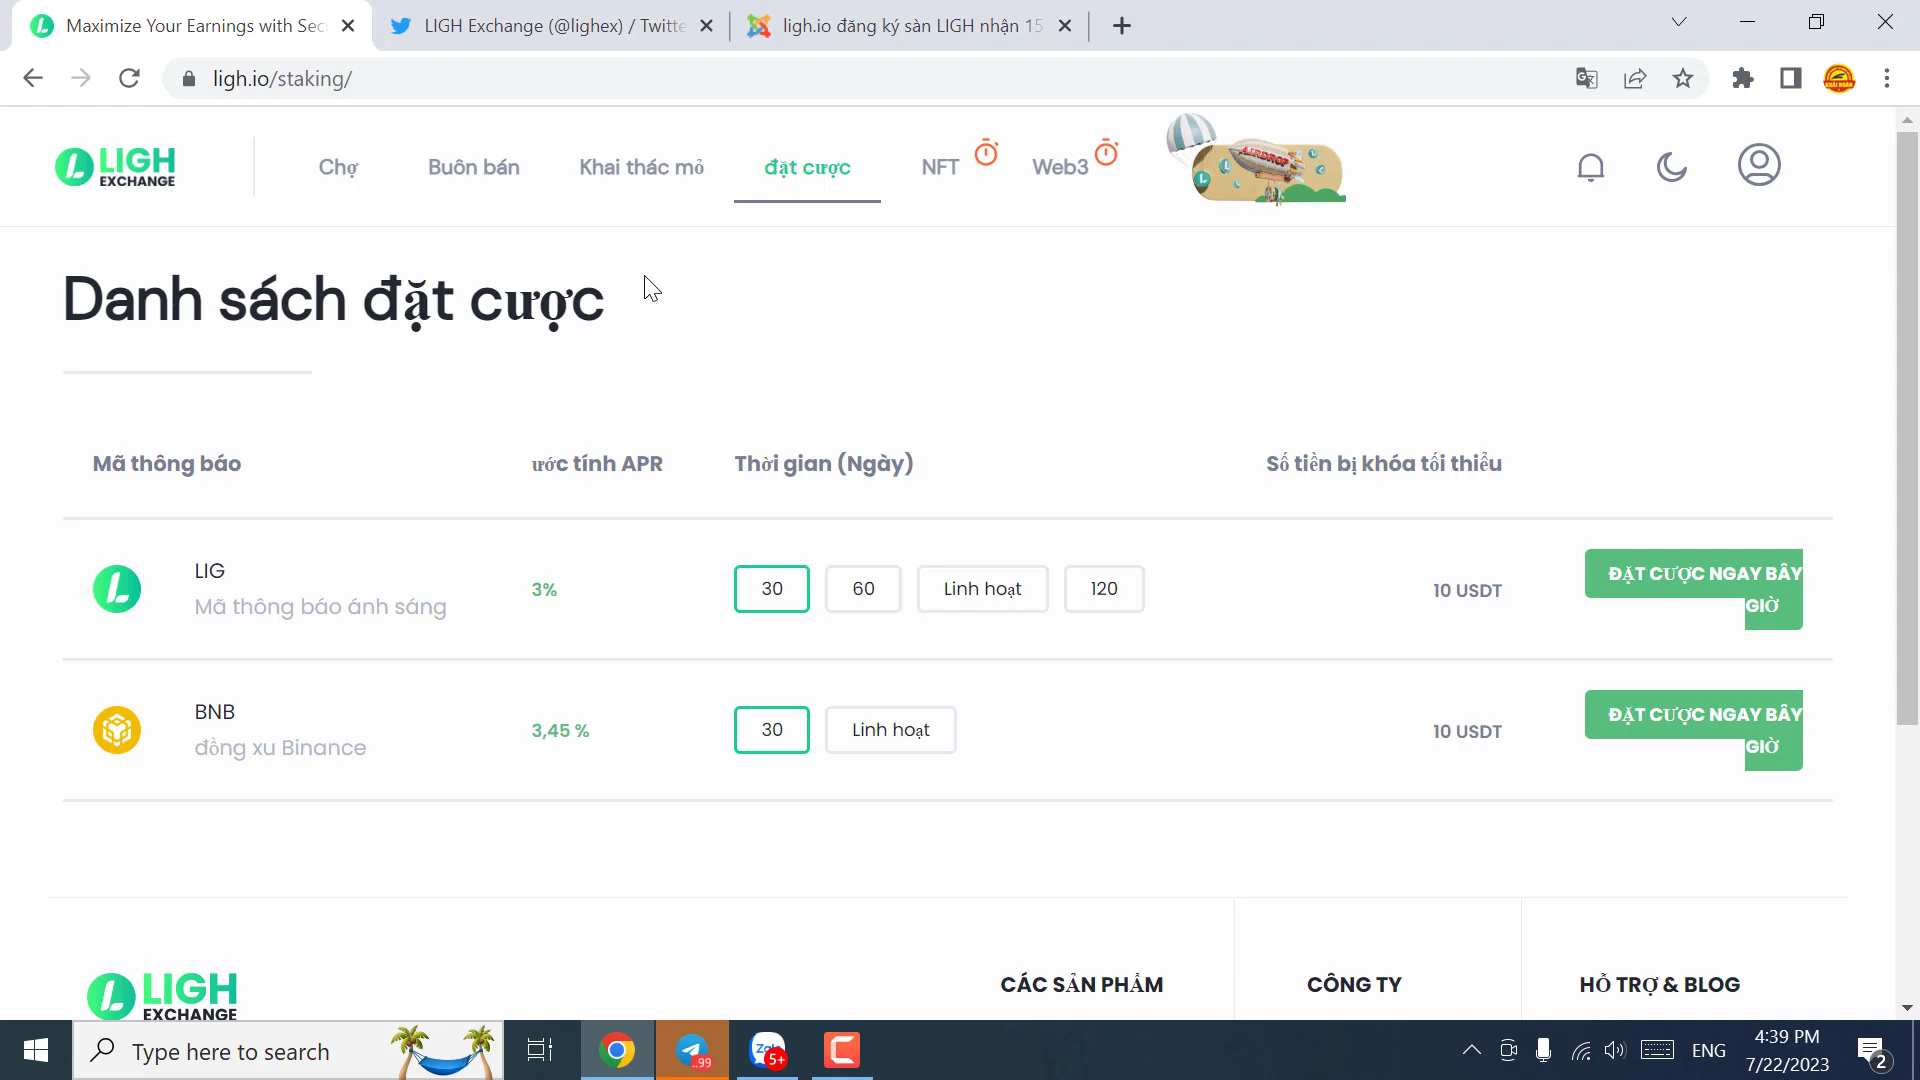 Maximize Your Earnings with Sec
LIGH Exchange (@lighex) / Twitte
ligh.io đăng ký sàn LIGH nhận 15
ligh.io/staking/
LIGH
EXCHANGE
Chợ
Buôn bán
Khai thác mỏ
đặt cược
NFT
Web3
AIRDROP
Danh sách đặt cược
Mã thông báo
ước tính APR
Thời gian (Ngày)
Số tiền bị khóa tối thiểu
LIG
Mã thông báo ánh sáng
3%
30
60
Linh hoạt
120
10 USDT
ĐẶT CƯỢC NGAY BÂY
GIỜ
BNB
đồng xu Binance
3,45 %
30
Linh hoạt
10 USDT
ĐẶT CƯỢC NGAY BÂY
GIỜ
LIGH
EXCHANGE
CÁC SẢN PHẨM
CÔNG TY
HỖ TRỢ & BLOG
Type here to search
..99
Zalo
5+
ENG
4:39 PM
7/22/2023
2